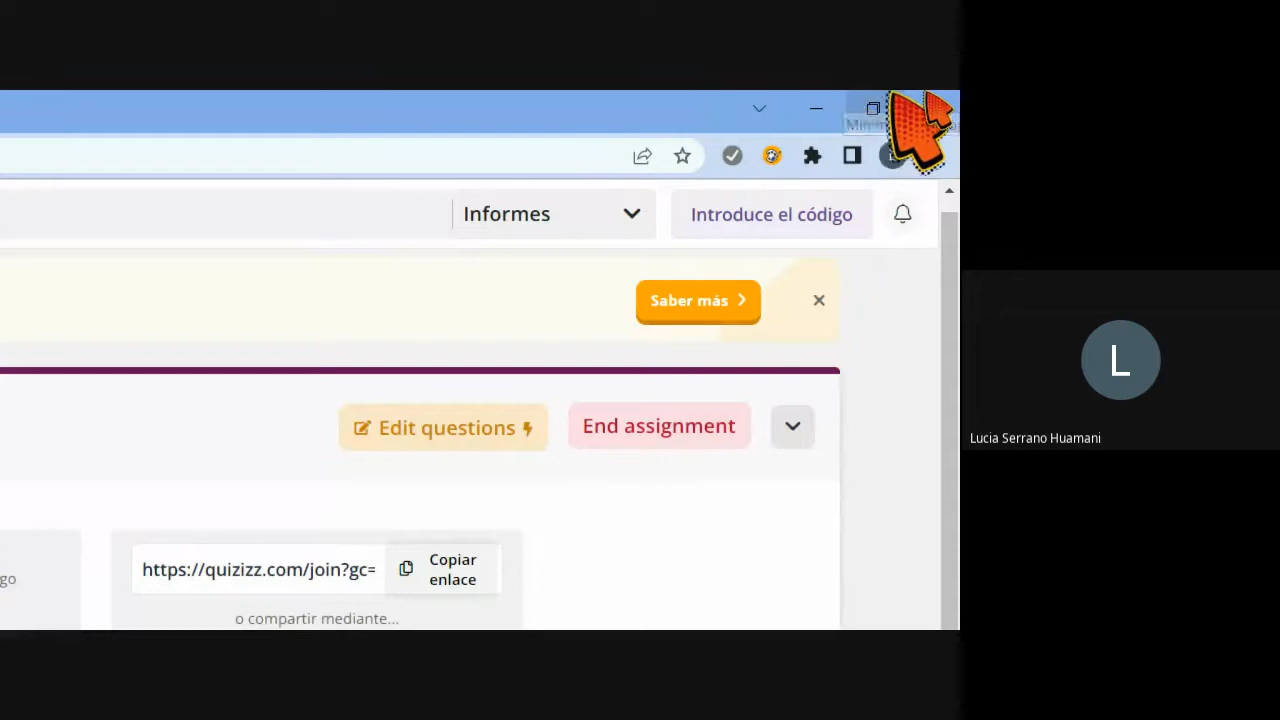 Informes
Introduce el código
Saber más
Edit questions
End assignment
go
https://quizizz.com/join?gc=
Copiar
enlace
o compartir mediante...
L
Lucia Serrano Huamani